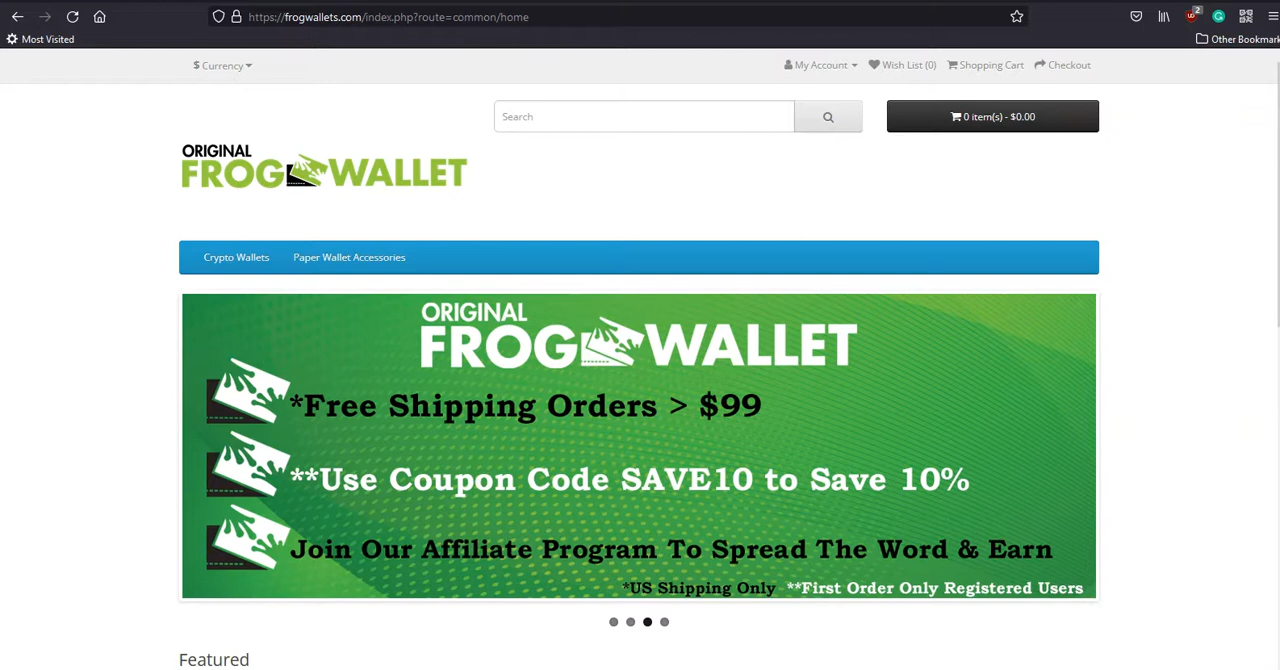 https://frogwallets.com/index.php?route=common/home
2
Most Visited
Other Bookmark
$ Currency
My Account
Wish List (0)
Shopping Cart
Checkout
Search
0 item(s) - $0.00
ORIGINAL
FROG WALLET
Crypto Wallets
Paper Wallet Accessories
ORIGINAL
FROG WALLET
*Free Shipping Orders > $99
**Use Coupon Code SAVE10 to Save 10%
Join Our Affiliate Program To Spread The Word & Earn
*US Shipping Only **First Order Only Registered Users
Featured